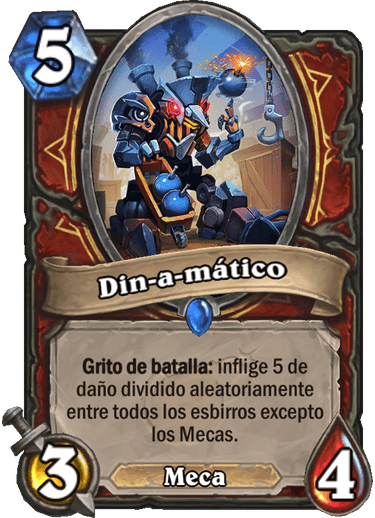 5
Din-a-mático
Grito de batalla: inflige 5 de
daño dividido aleatoriamente
entre todos los esbirros excepto
los Mecas.
3
Meca
4